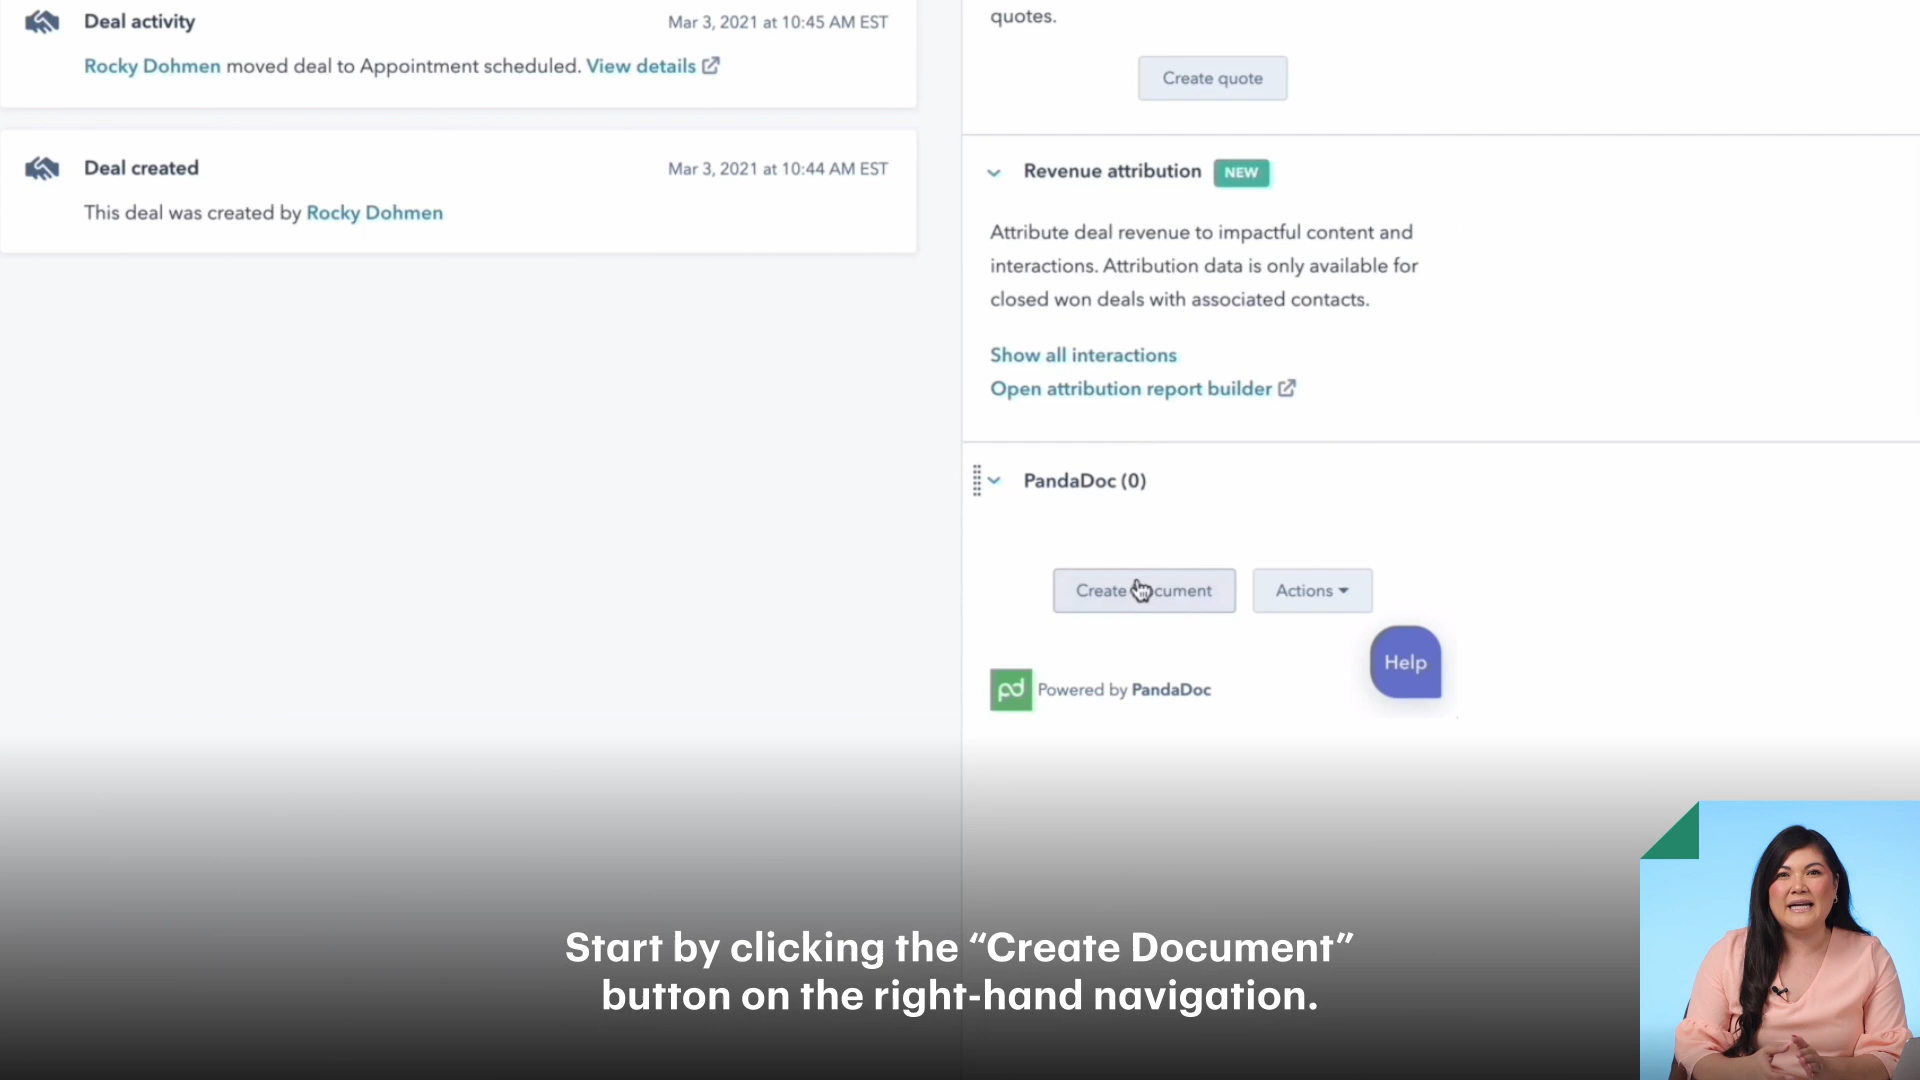 Deal activity
Mar 3, 2021 at 10:45 AM EST
Rocky Dohmen moved deal to Appointment scheduled. View details
Deal created
Mar 3, 2021 at 10:44 AM EST
This deal was created by Rocky Dohmen
quotes.
Create quote
Revenue attribution NEW
Attribute deal revenue to impactful content and
interactions. Attribution data is only available for
closed won deals with associated contacts.
Show all interactions
Open attribution report builder
PandaDoc (0)
Create cument
Actions
Help
pd Powered by PandaDoc
Start by clicking the “Create Document”
button on the right-hand navigation.